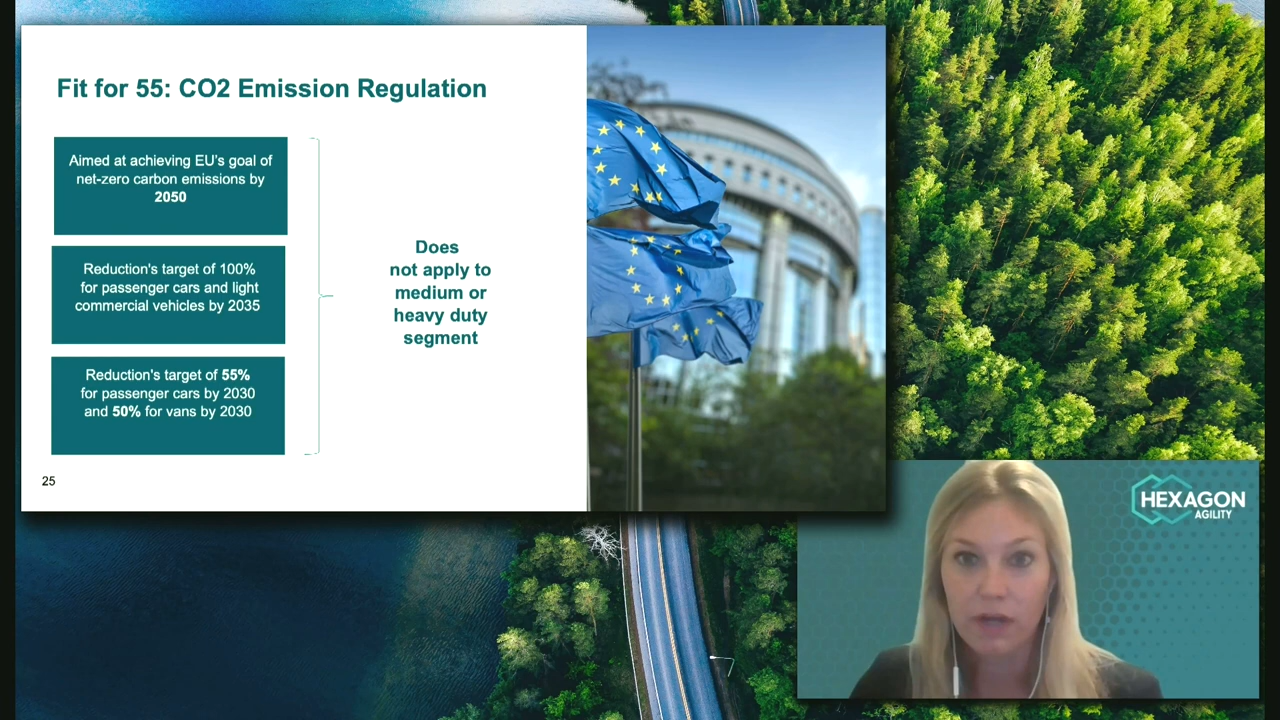 Fit for 55: CO2 Emission Regulation
Aimed at achieving EU's goal of
net-zero carbon emissions by
2050
Reduction's target of 100%
for passenger cars and light
commercial vehicles by 2035
Reduction's target of 55%
for passenger cars by 2030
and 50% for vans by 2030
Does
not apply to
medium or
heavy duty
segment
25
HEXAGON
AGILITY